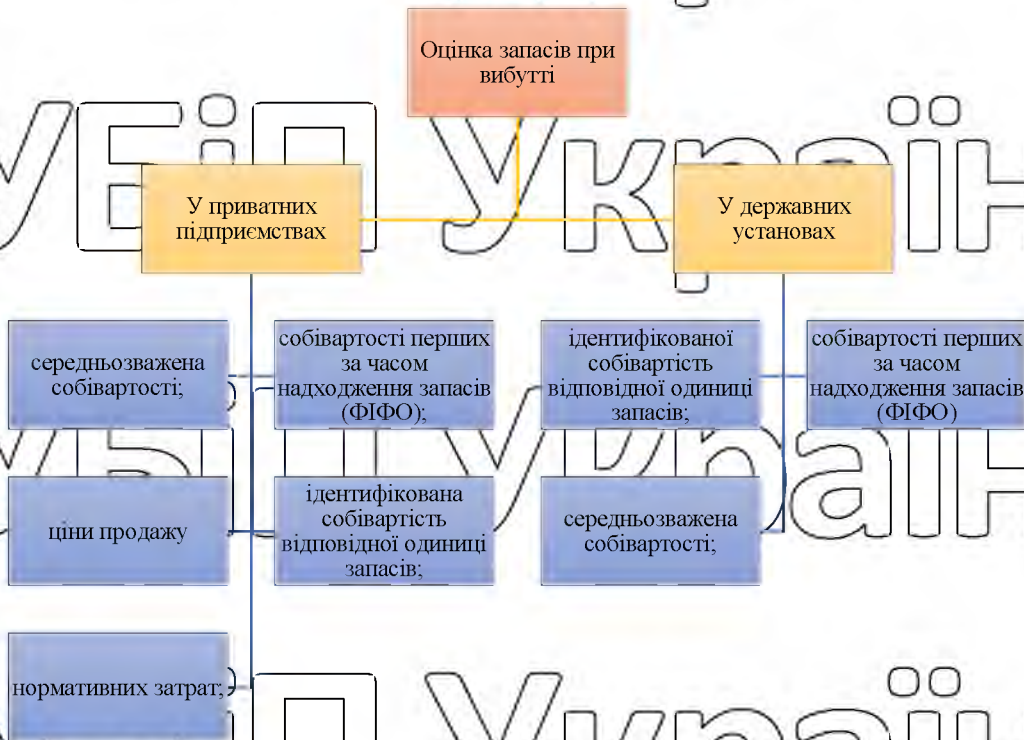 Оцінка запасів при
вибутті
У приватних
підприємствах
У державних
установах
середньозважена
собівартості;
собівартості перших
за часом
надходження запасів
(ФІФО);
ідентифікованої
собівартість
відповідної одиниці
запасів;
собівартості перших
за часом
надходження запасів
(ФІФО)
ціни продажу
ідентифікована
собівартість
відповідної одиниці
запасів;
середньозважена
собівартості;
нормативних затрат;